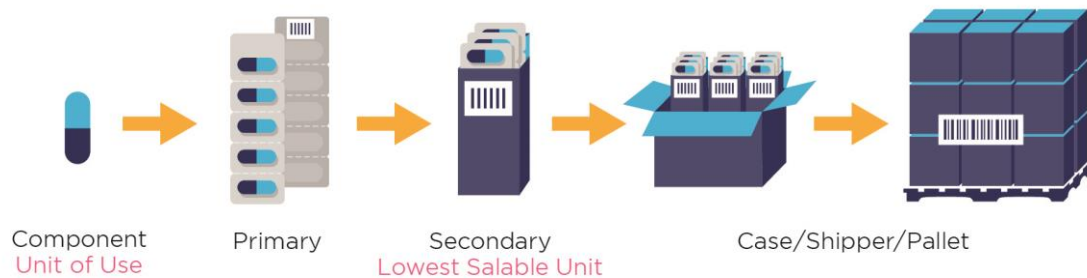 Component
Unit of Use
Primary
Secondary
Lowest Salable Unit
Case/Shipper/Pallet